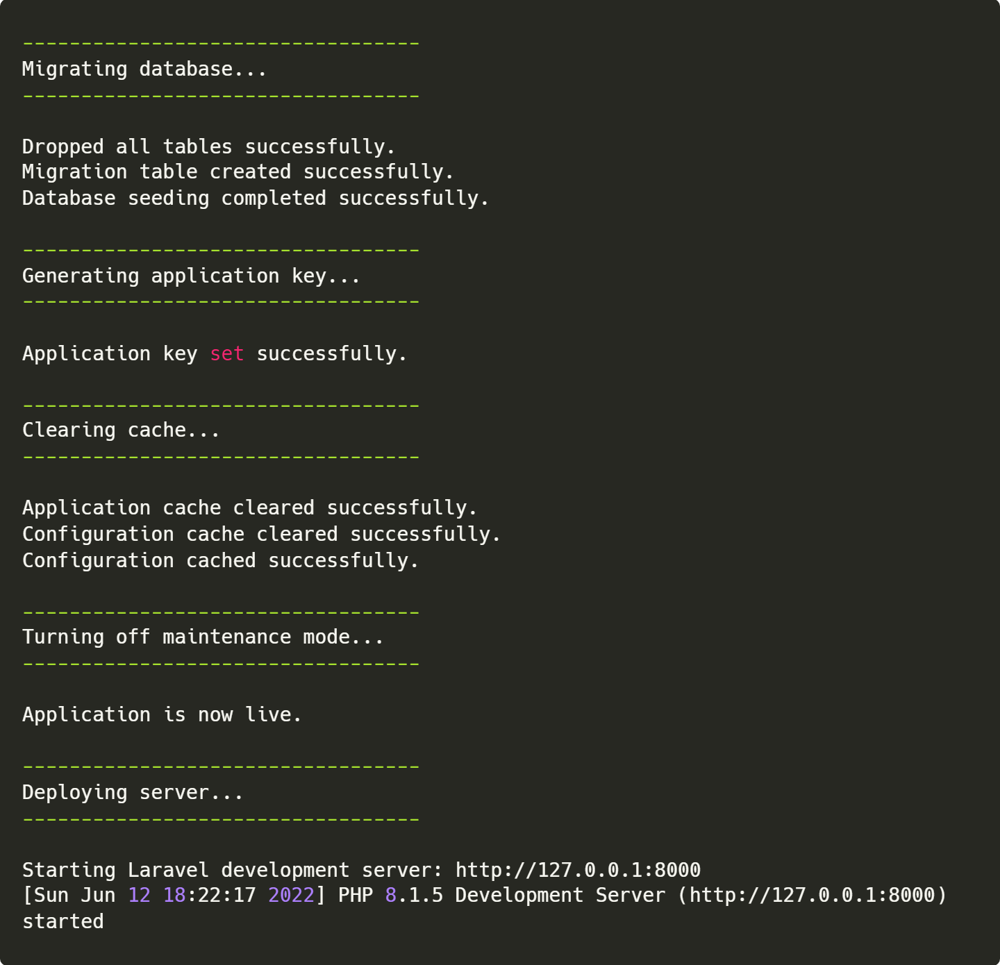 ----------------------------------
Migrating database...
----------------------------------
Dropped all tables successfully.
Migration table created successfully.
Database seeding completed successfully.
----------------------------------
Generating application key...
----------------------------------
Application key set successfully.
----------------------------------
Clearing cache...
----------------------------------
Application cache cleared successfully.
Configuration cache cleared successfully.
Configuration cached successfully.
----------------------------------
Turning off maintenance mode...
----------------------------------
Application is now live.
----------------------------------
Deploying server...
----------------------------------
Starting Laravel development server: http://127.0.0.1:8000
[Sun Jun 12 18:22:17 2022] PHP 8.1.5 Development Server (http://127.0.0.1:8000)
started